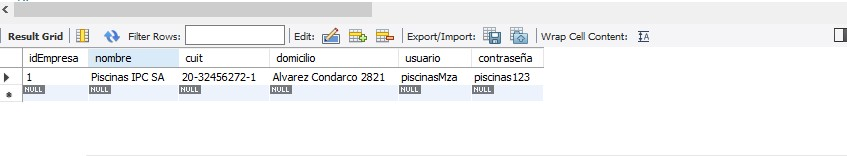 Result Grid Filter Rows: Edit: Export/Import: Wrap Cell Content:
idEmpresa nombre cuit domicilio usuario contraseña
1 Piscinas IPC SA 20-32456272-1 Alvarez Condarco 2821 piscinasMza piscinas123
NULL NULL NULL NULL NULL NULL